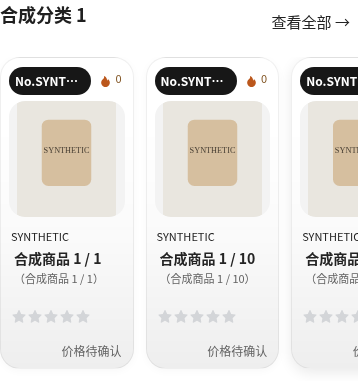 合成分类 1
查看全部 →
No.SYNT···
0
SYNTHETIC
SYNTHETIC
合成商品 1 / 1
（合成商品 1 / 1）
价格待确认
No.SYNT···
0
SYNTHETIC
SYNTHETIC
合成商品 1 / 10
（合成商品 1 / 10）
价格待确认
No.SYNT
SYNTHETIC
合成商品
（合成商品